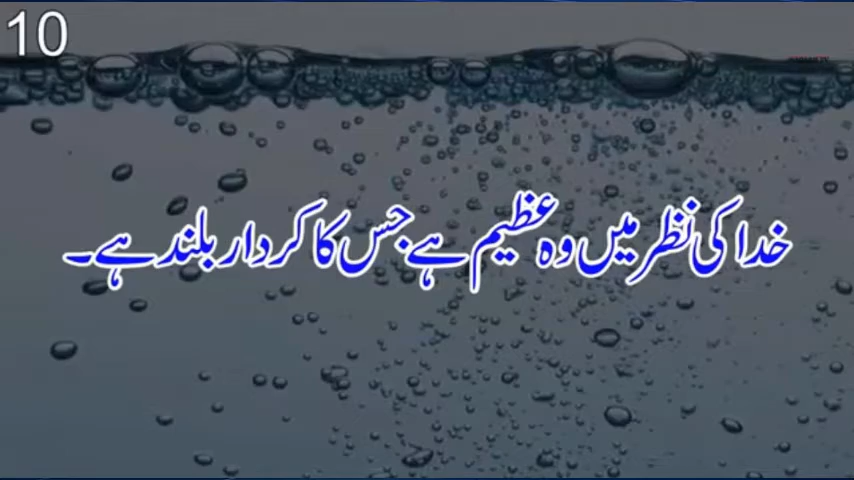 10
خدا کی نظر میں وہ عظیم ہے جس کا کردار بلند ہے۔